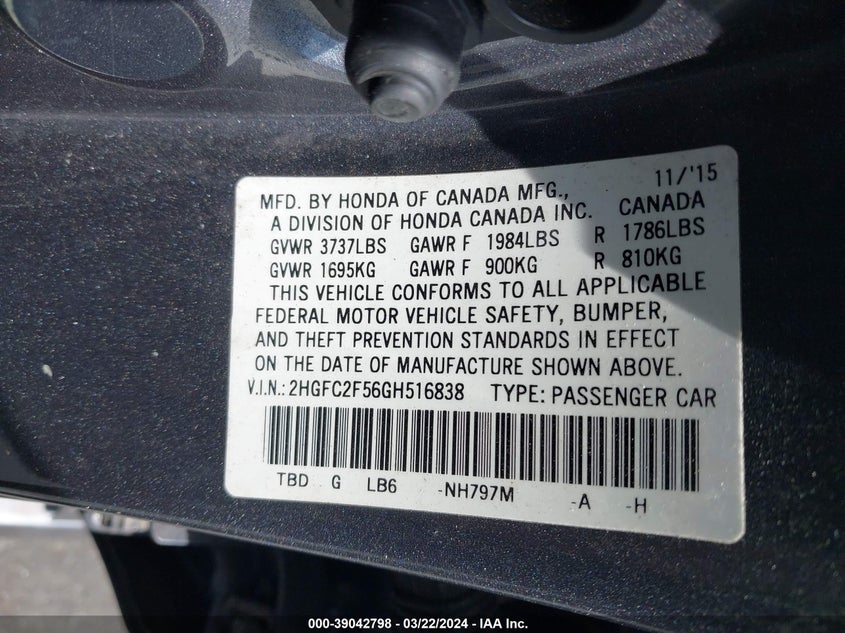 11/'15
MFD. BY HONDA OF CANADA MFG.,
A DIVISION OF HONDA CANADA INC. CANADA
GVWR 3737LBS GAWR F 1984LBS R 1786LBS
GVWR 1695KG GAWR F 900KG R 810KG
THIS VEHICLE CONFORMS TO ALL APPLICABLE
FEDERAL MOTOR VEHICLE SAFETY, BUMPER,
AND THEFT PREVENTION STANDARDS IN EFFECT
ON THE DATE OF MANUFACTURE SHOWN ABOVE.
V.I.N.: 2HGFC2F56GH516838 TYPE: PASSENGER CAR
TBD G LB6 -NH797M -A -H
000-39042798 - 03/22/2024 - IAA Inc.